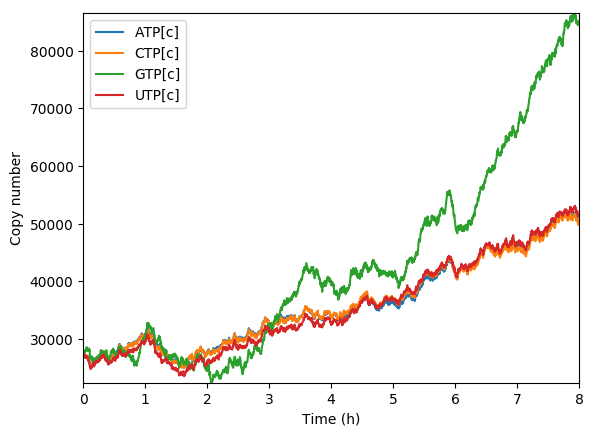 ATP[c]
CTP[c]
GTP[c]
UTP[c]
Copy number
80000
70000
60000
50000
40000
30000
0 1 2 3 4 5 6 7 8
Time (h)